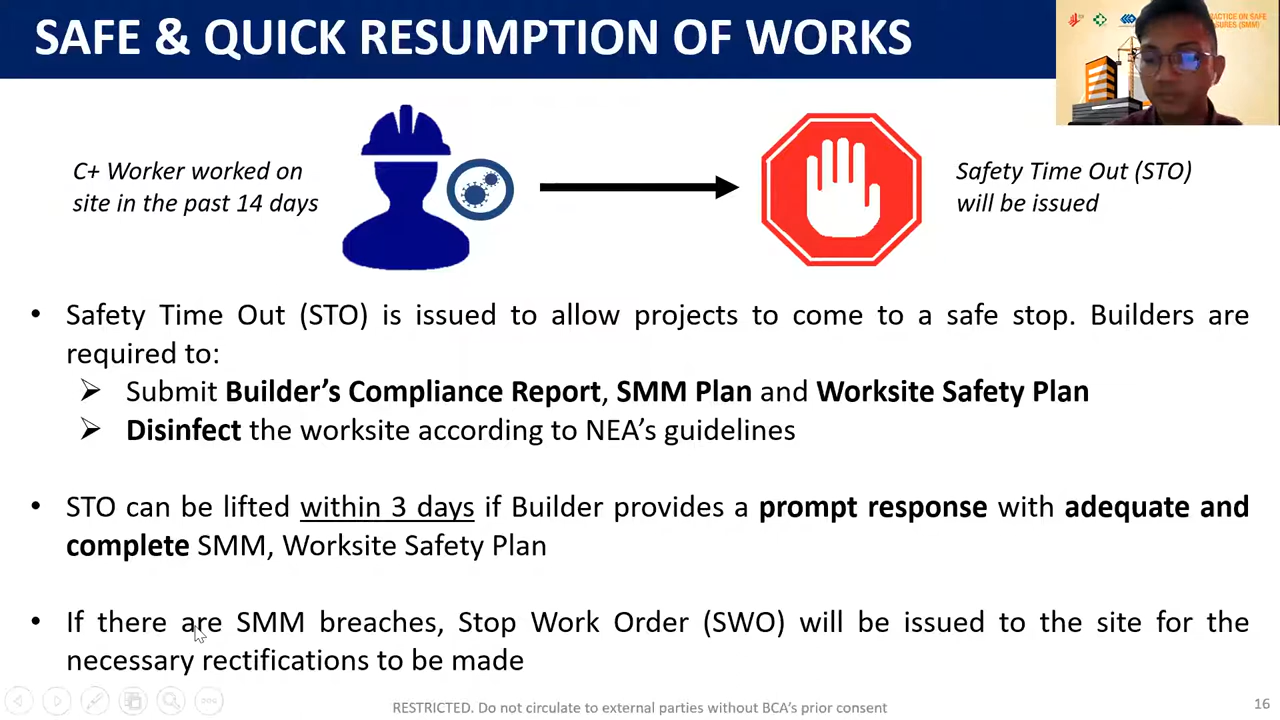 SAFE & QUICK RESUMPTION OF WORKS
RACTICE ON SAFE
SURES (SMM)
C+ Worker worked on
site in the past 14 days
Safety Time Out (STO)
will be issued
• Safety Time Out (STO) is issued to allow projects to come to a safe stop. Builders are
required to:
➢ Submit Builder’s Compliance Report, SMM Plan and Worksite Safety Plan
➢ Disinfect the worksite according to NEA’s guidelines
• STO can be lifted within 3 days if Builder provides a prompt response with adequate and
complete SMM, Worksite Safety Plan
• If there are SMM breaches, Stop Work Order (SWO) will be issued to the site for the
necessary rectifications to be made
RESTRICTED. Do not circulate to external parties without BCA’s prior consent
16